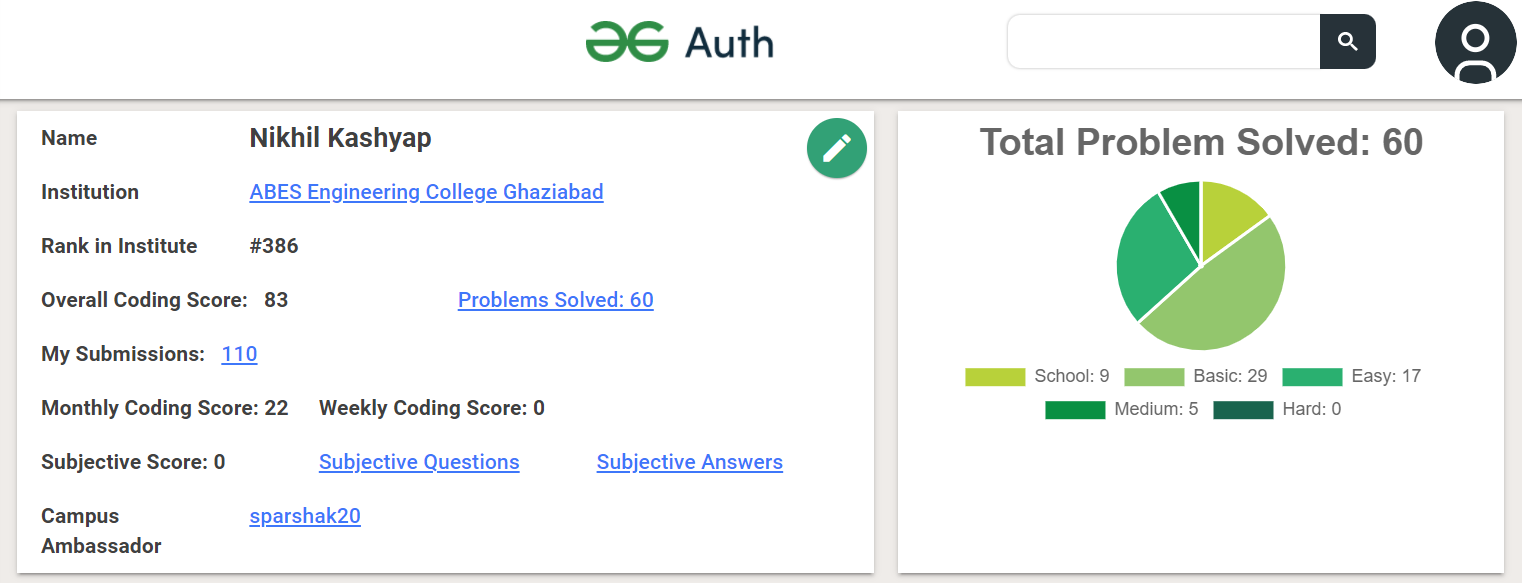 Auth
Name Nikhil Kashyap
Institution ABES Engineering College Ghaziabad
Rank in Institute #386
Overall Coding Score: 83 Problems Solved: 60
My Submissions: 110
Monthly Coding Score: 22 Weekly Coding Score: 0
Subjective Score: 0 Subjective Questions Subjective Answers
Campus Ambassador sparshak20
Total Problem Solved: 60
School: 9 Basic: 29 Easy: 17
Medium: 5 Hard: 0